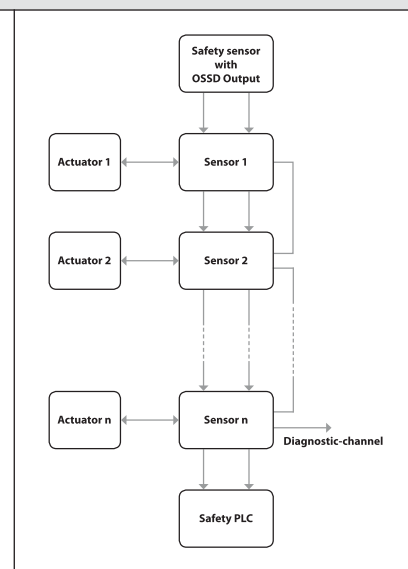 Safety sensor
with
OSSD Output
Actuator 1
Sensor 1
Actuator 2
Sensor 2
Actuator n
Sensor n
Diagnostic-channel
Safety PLC